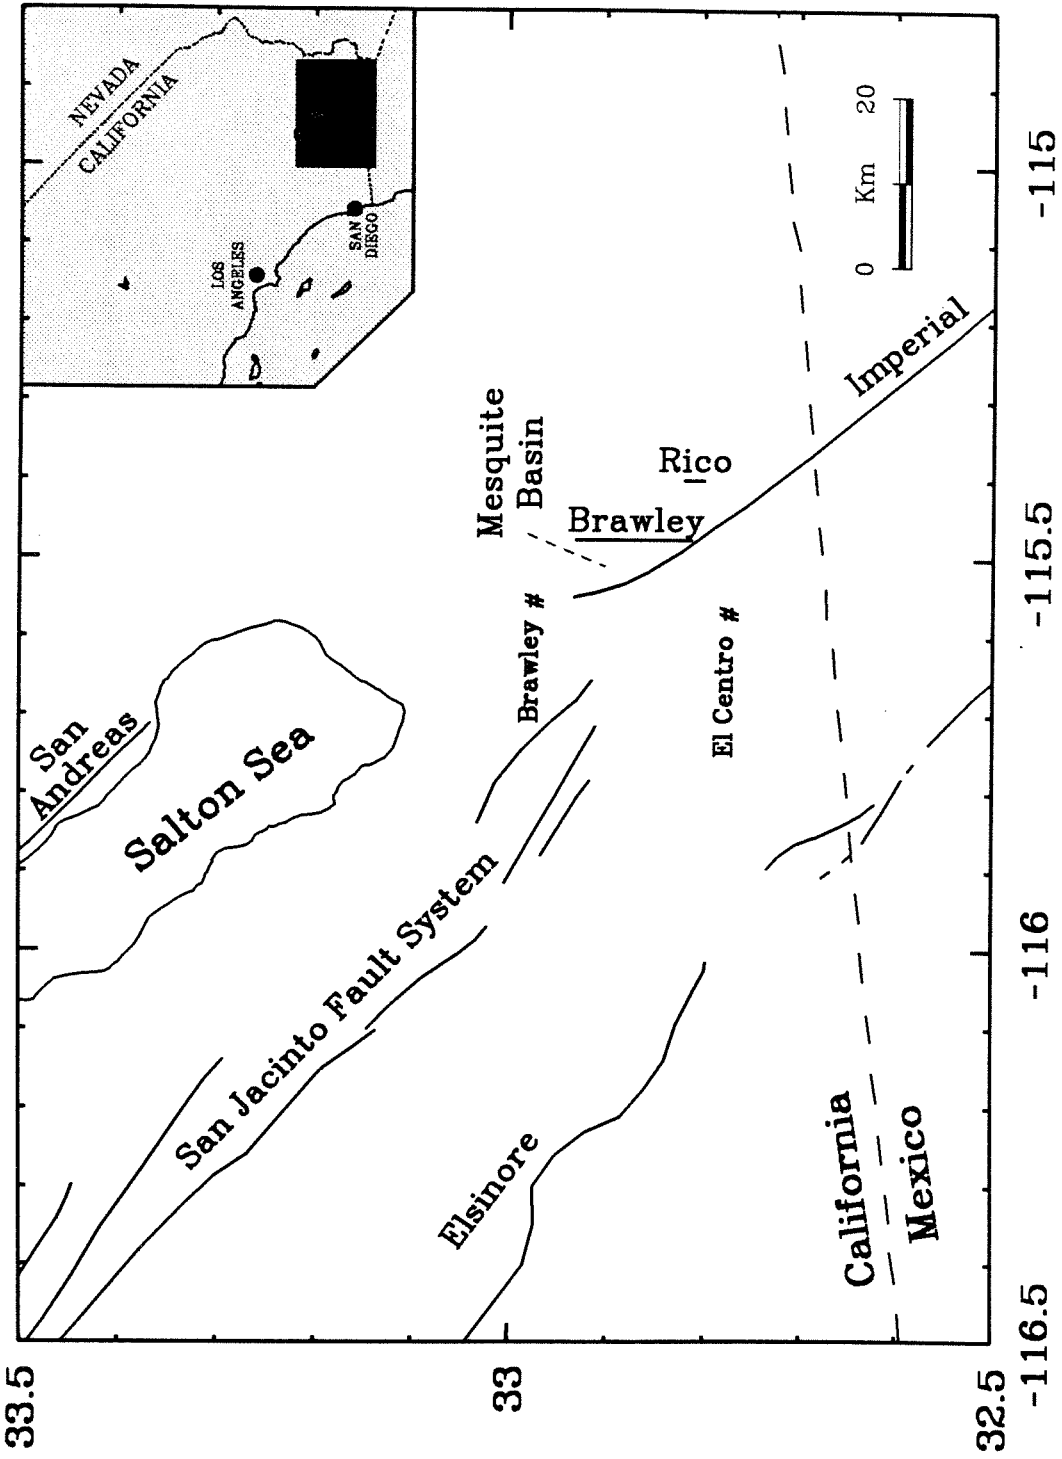 NEVADA
CALIFORNIA
LOS
ANGELES
SAN
DIEGO
San
Andreas
Salton Sea
San Jacinto Fault System
Elsinore
Mesquite
Basin
Brawley #
Brawley
Rico
El Centro #
Imperial
California
Mexico
0 Km 20
33.5
33
32.5
-116.5
-116
-115.5
-115